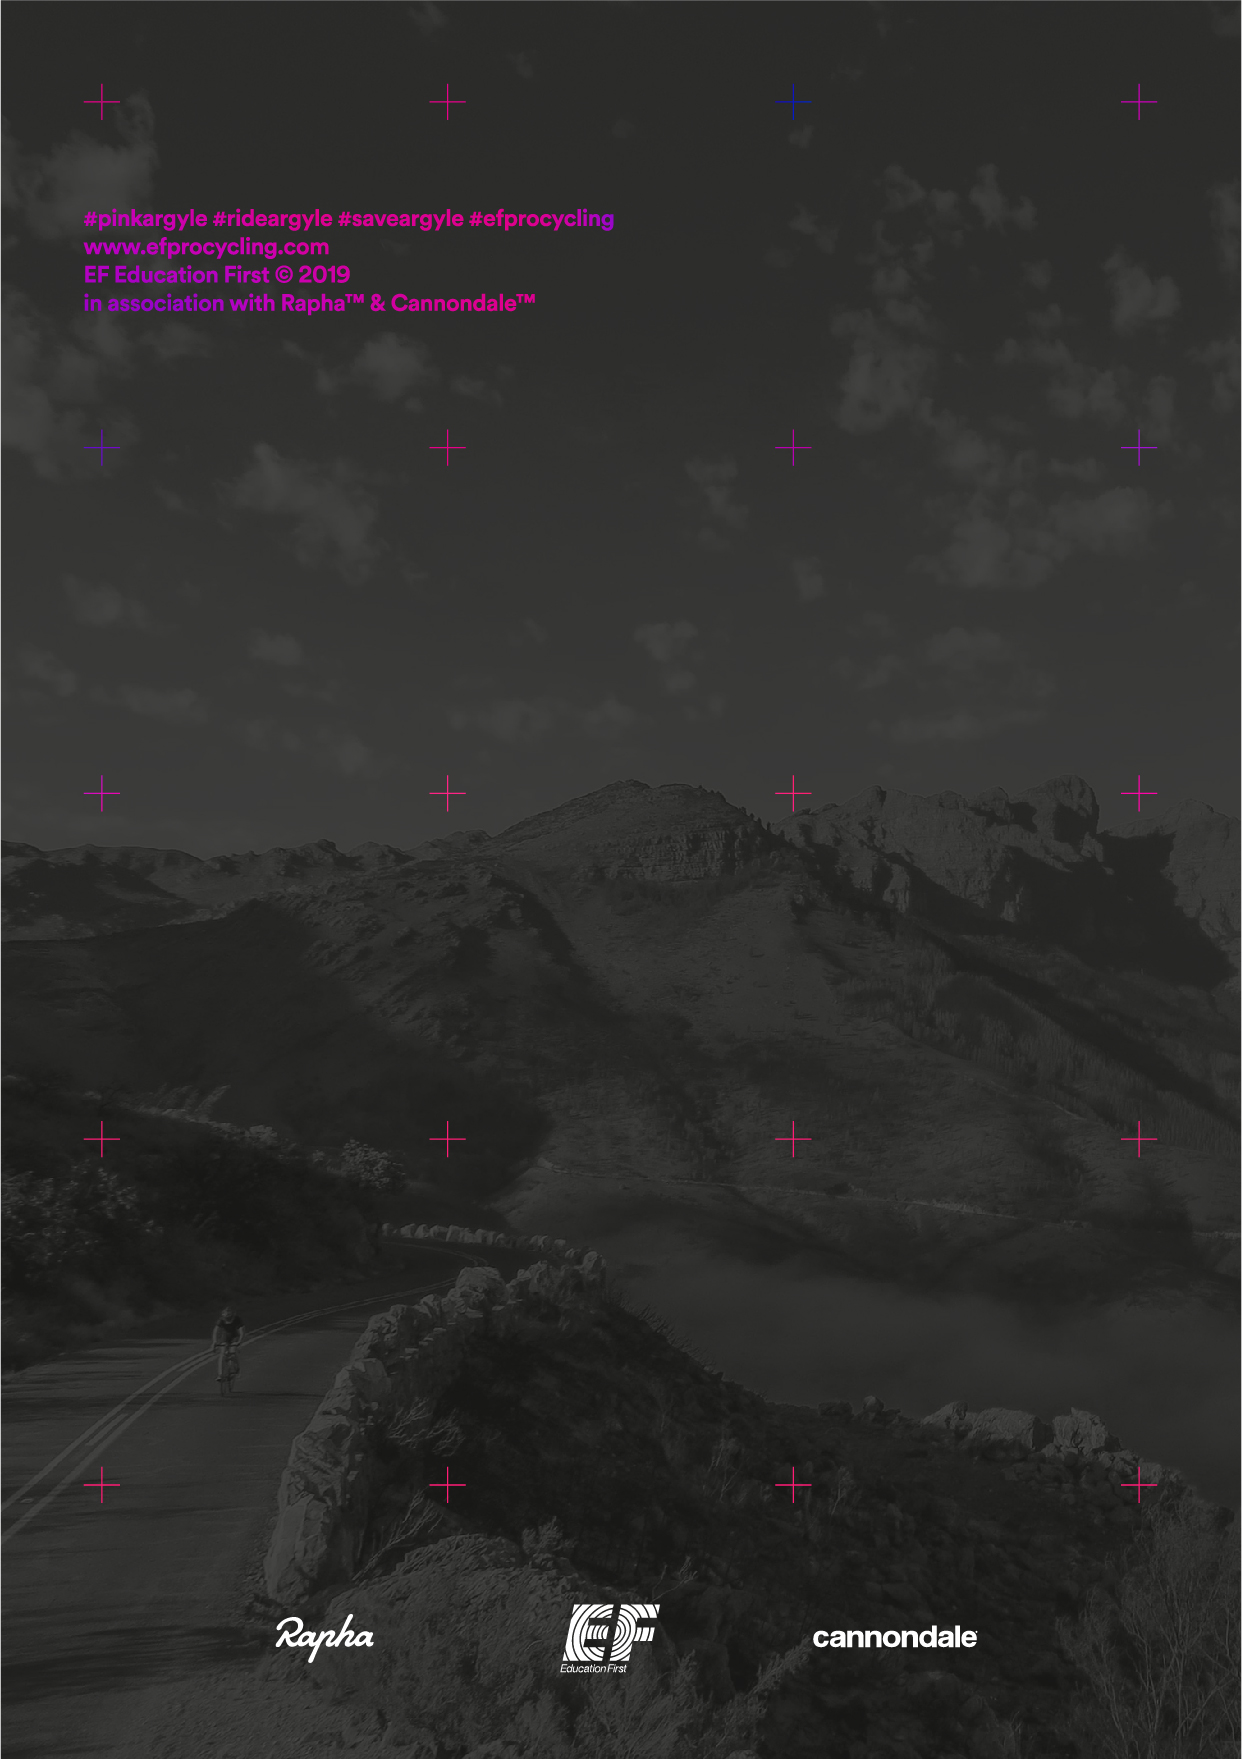 #pinkargyle #rideargyle #saveargyle #efprocycling
www.efprocycling.com
EF Education First © 2019
in association with Rapha™ & Cannondale™
Rapha
EF
Education First
cannondale